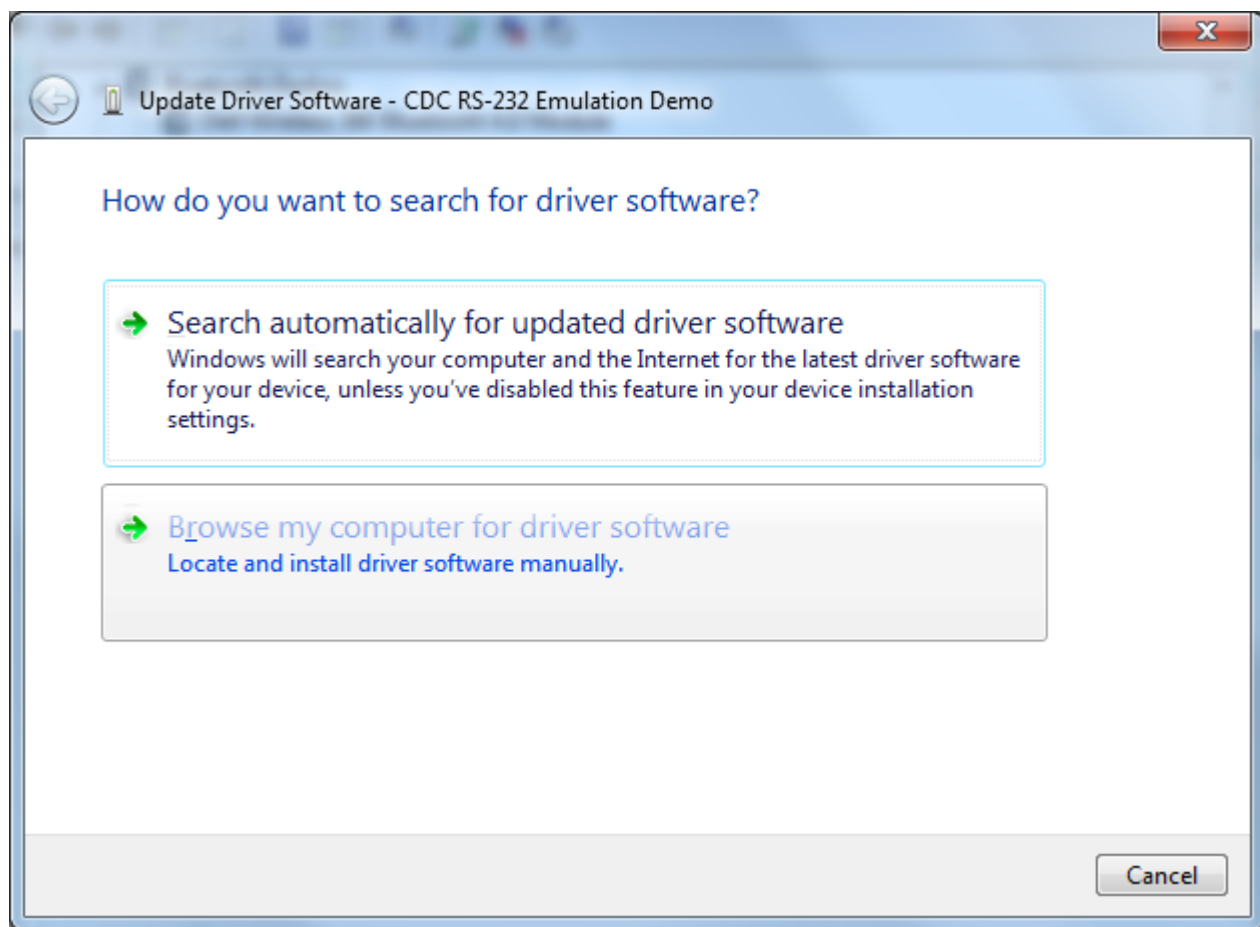 Update Driver Software - CDC RS-232 Emulation Demo
How do you want to search for driver software?
Search automatically for updated driver software
Windows will search your computer and the Internet for the latest driver software
for your device, unless you've disabled this feature in your device installation
settings.
Browse my computer for driver software
Locate and install driver software manually.
Cancel